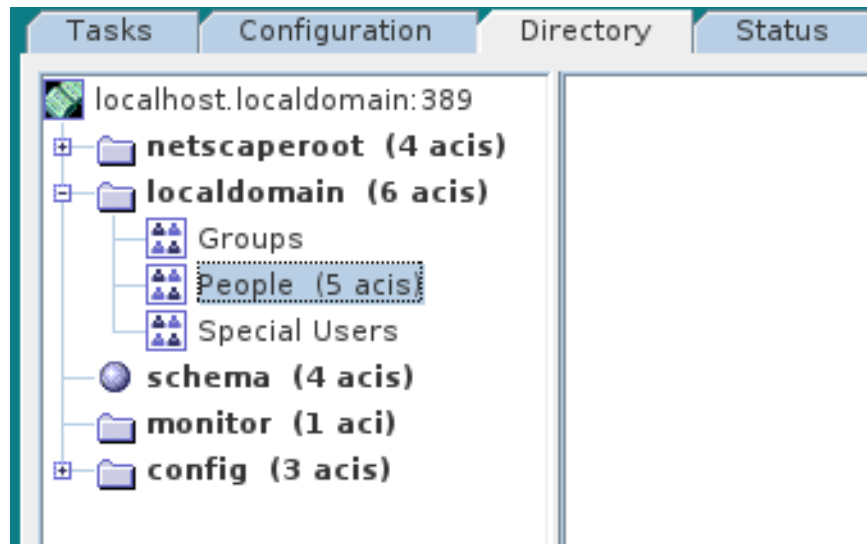 Tasks Configuration Directory Status
localhost.localdomain:389
netscaperoot (4 acis)
localdomain (6 acis)
Groups
People (5 acis)
Special Users
schema (4 acis)
monitor (1 aci)
config (3 acis)